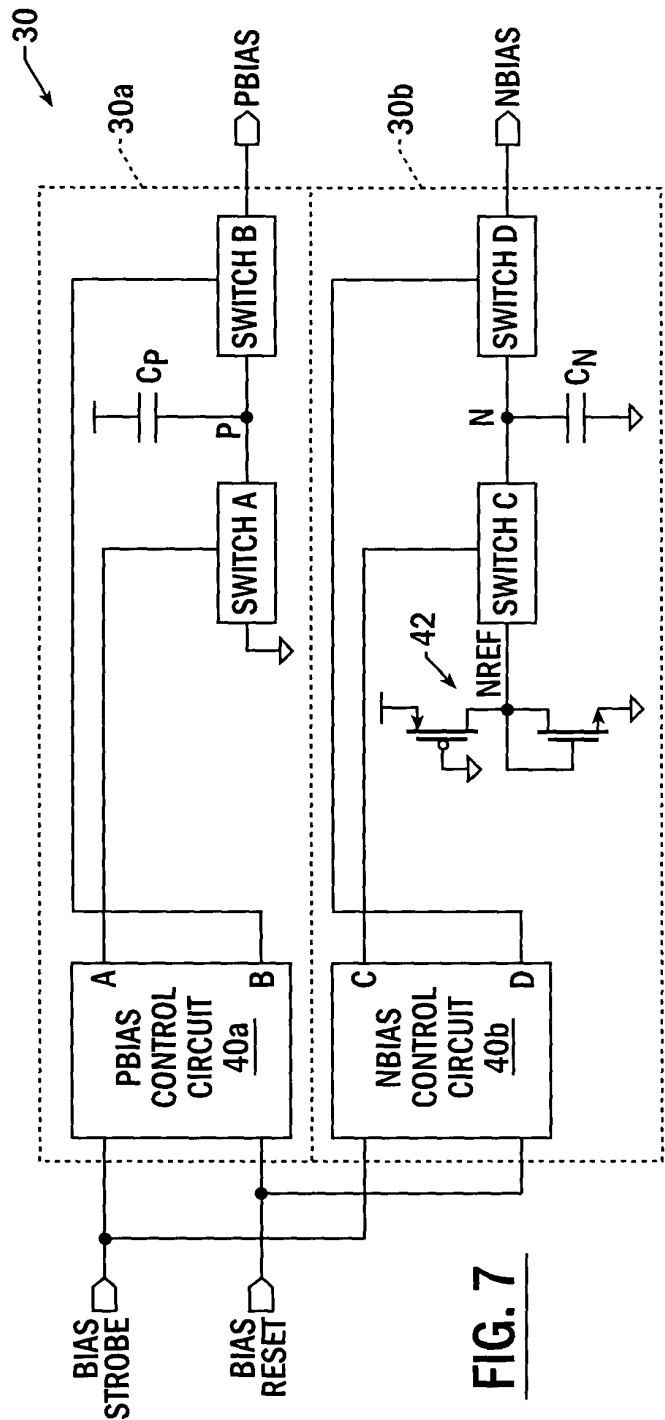 30
30a
PBIAS
SWITCH B
CP
P
SWITCH A
A
B
PBIAS
CONTROL
CIRCUIT
40a
BIAS
STROBE
BIAS
RESET
30b
NBIAS
SWITCH D
N
CN
SWITCH C
42
NREF
C
D
NBIAS
CONTROL
CIRCUIT
40b
FIG. 7